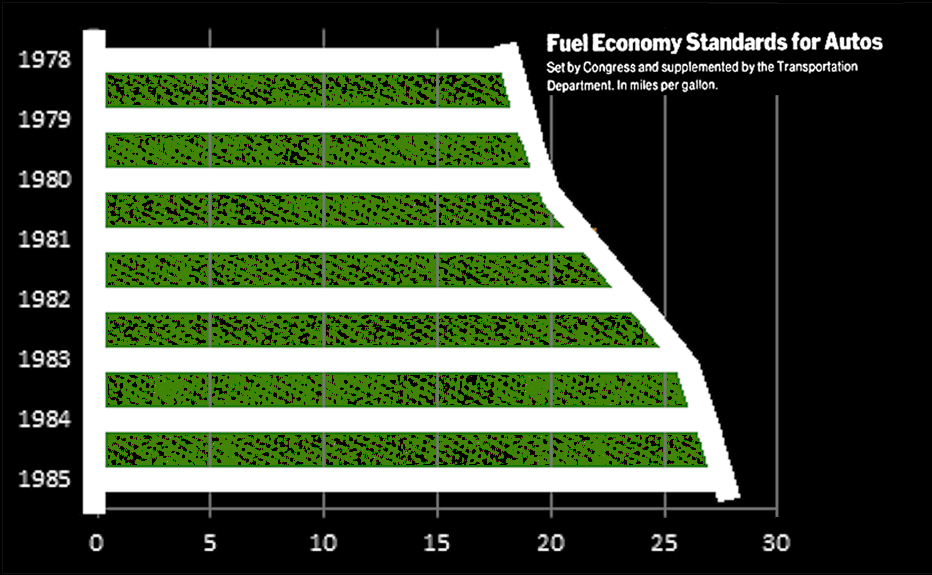 Fuel Economy Standards for Autos
Set by Congress and supplemented by the Transportation
Department. In miles per gallon.
1978
1979
1980
1981
1982
1983
1984
1985
0 5 10 15 20 25 30